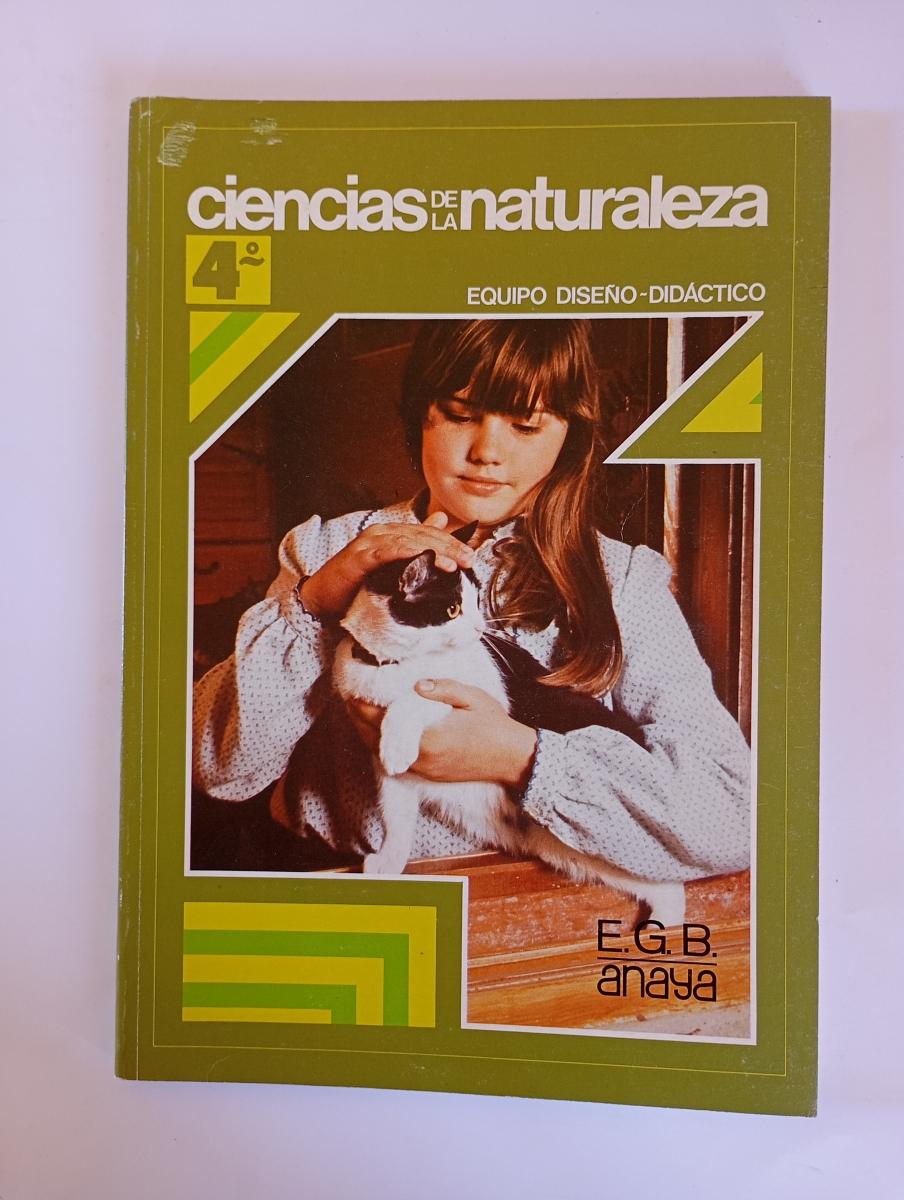 ciencias DE LA naturaleza
4º
EQUIPO DISEÑO-DIDÁCTICO
E.G.B.
anaya